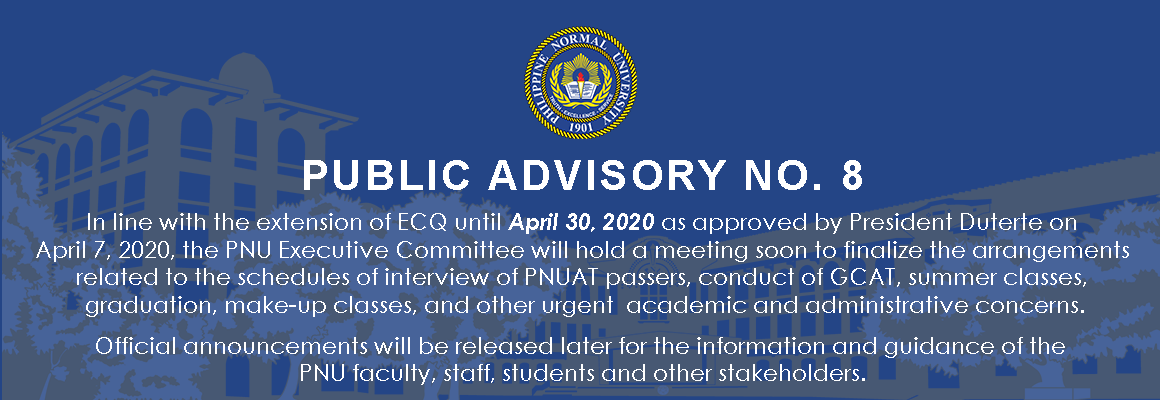 PHILIPPINE NORMAL UNIVERSITY
1901
PUBLIC ADVISORY NO. 8
In line with the extension of ECQ until April 30, 2020 as approved by President Duterte on
April 7, 2020, the PNU Executive Committee will hold a meeting soon to finalize the arrangements
related to the schedules of interview of PNUAT passers, conduct of GCAT, summer classes,
graduation, make-up classes, and other urgent academic and administrative concerns.
Official announcements will be released later for the information and guidance of the
PNU faculty, staff, students and other stakeholders.